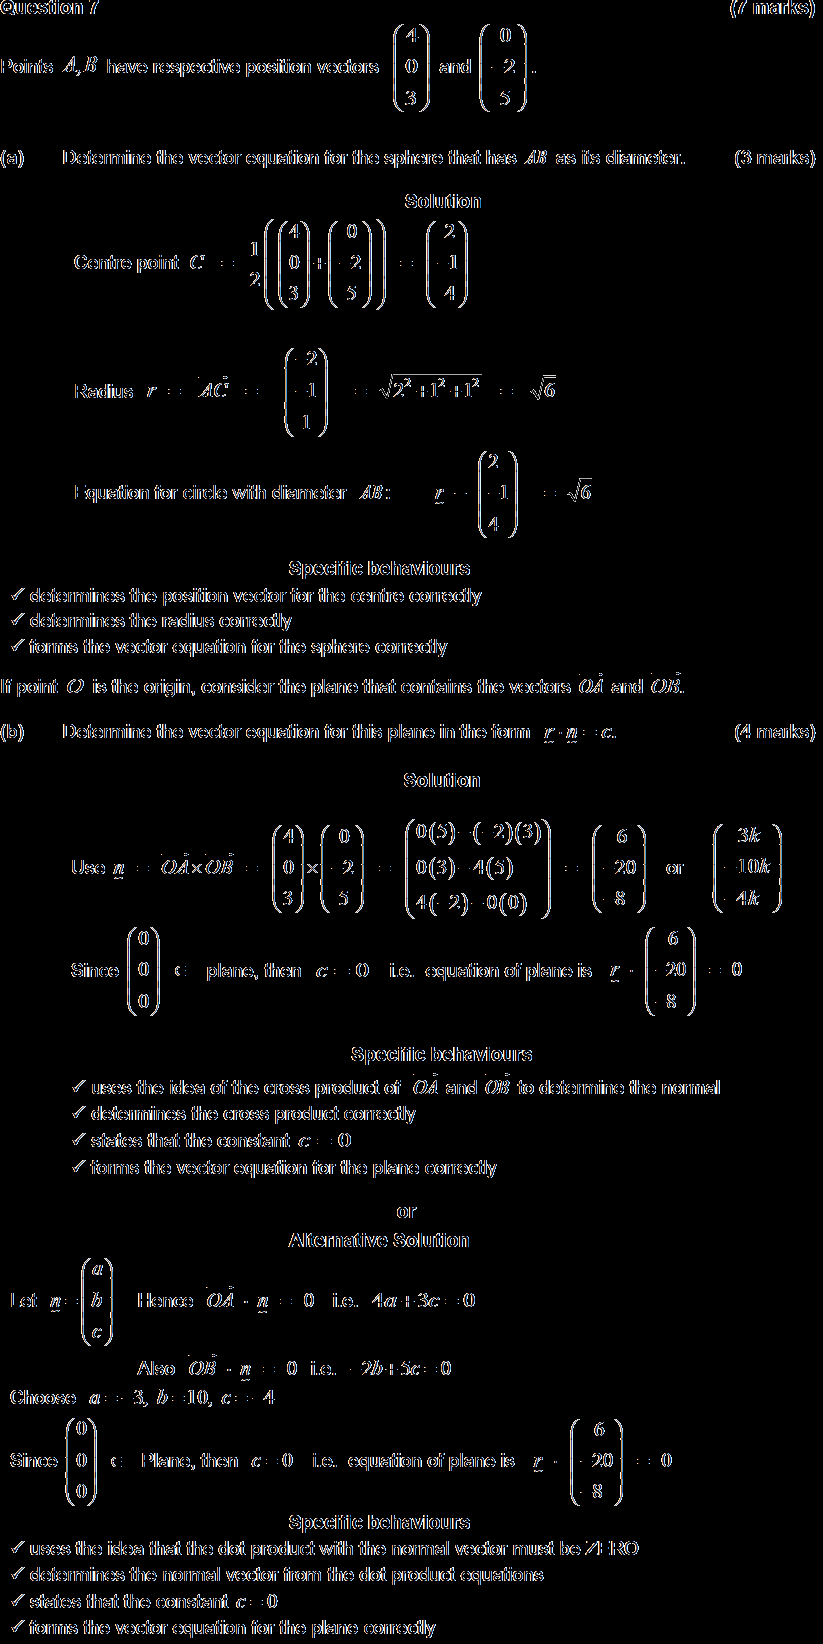 Question 7 (7 marks)
Points A, B have respective position vectors (4 0 3) and (0 -2 5).
(a) Determine the vector equation for the sphere that has AB as its diameter. (3 marks)
Solution
Centre point C = 1/2 ((4 0 3) + (0 -2 5)) = (2 -1 4)
Radius r = AC = (-2 -1 1) = √2² + 1² + 1² = √6
Equation for circle with diameter AB: r - (2 -1 4) = √6
Specific behaviours
✓ determines the position vector for the centre correctly
✓ determines the radius correctly
✓ forms the vector equation for the sphere correctly
If point O is the origin, consider the plane that contains the vectors OA and OB.
(b) Determine the vector equation for this plane in the form r · n = c. (4 marks)
Solution
Use n = OA × OB = (4 0 3) × (0 -2 5) = (0(5) - (-2)(3) 0(3) - 4(5) 4(-2) - 0(0)) = (6 -20 -8) or (3k -10k -4k)
Since (0 0 0) ∈ plane, then c = 0 i.e. equation of plane is r · (6 -20 -8) = 0
Specific behaviours
✓ uses the idea of the cross product of OA and OB to determine the normal
✓ determines the cross product correctly
✓ states that the constant c = 0
✓ forms the vector equation for the plane correctly
or
Alternative Solution
Let n = (a b c) Hence OA · n = 0 i.e. 4a + 3c = 0
Also OB · n = 0 i.e. -2b + 5c = 0
Choose a = -3, b = 10, c = 4
Since (0 0 0) ∈ Plane, then c = 0 i.e. equation of plane is r · (6 -20 -8) = 0
Specific behaviours
✓ uses the idea that the dot product with the normal vector must be ZERO
✓ determines the normal vector from the dot product equations
✓ states that the constant c = 0
✓ forms the vector equation for the plane correctly